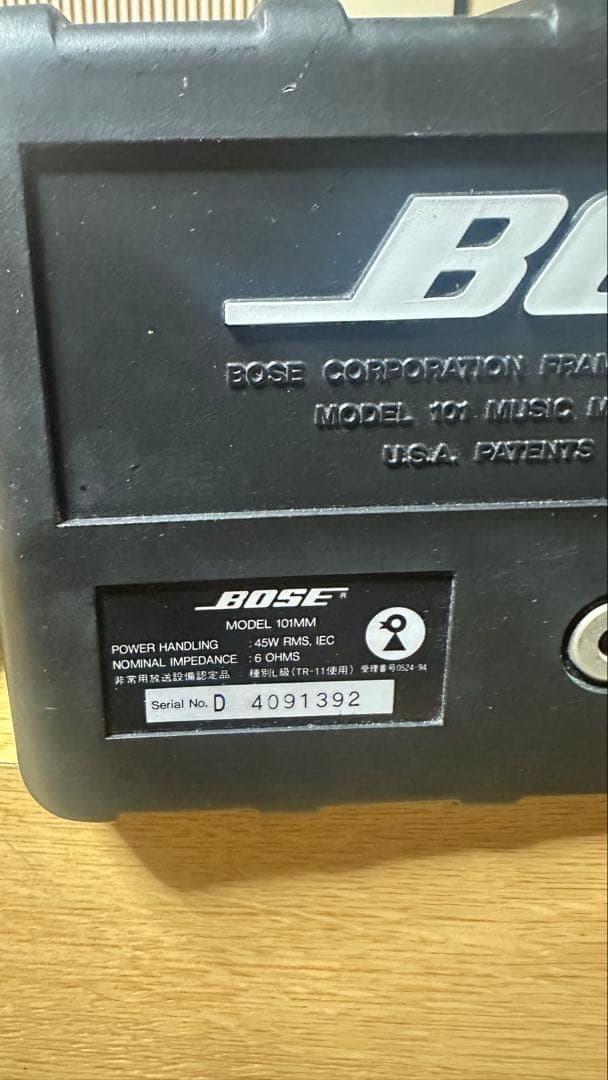 BOSE CORPORATION
MODEL 101 MUSIC
U.S.A. PATENTS
BOSE®
MODEL 101MM
POWER HANDLING : 45W RMS, IEC
NOMINAL IMPEDANCE : 6 OHMS
非常用放送設備認定品 種別L級(TR-11使用) 受理番号0524-94
Serial No. D 4091392